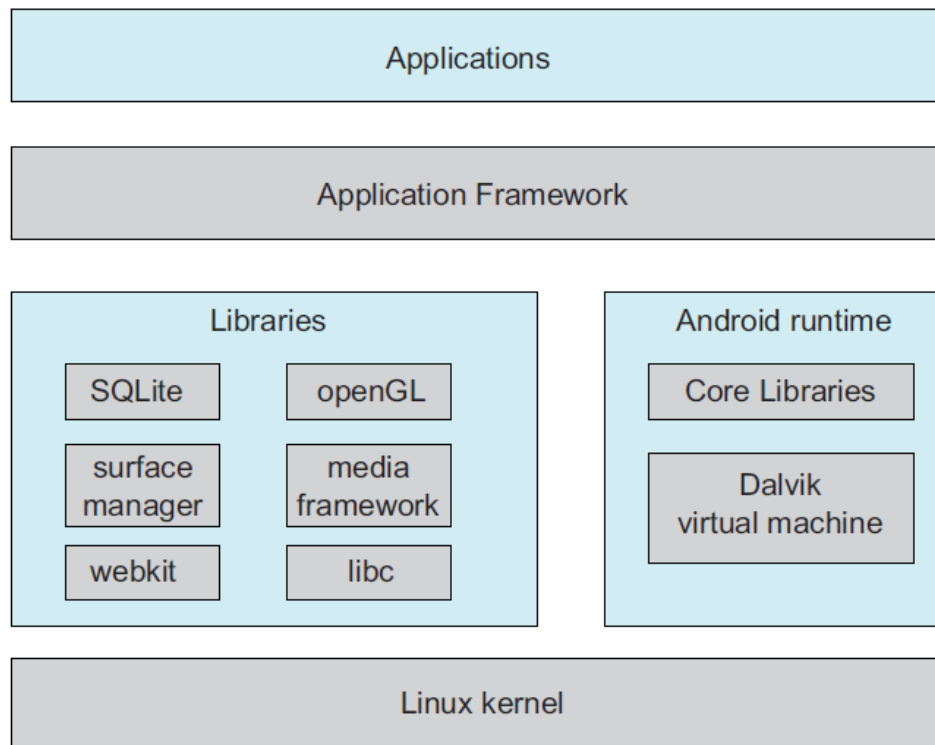 Applications
Application Framework
Libraries
SQLite
openGL
surface
manager
media
framework
webkit
libc
Android runtime
Core Libraries
Dalvik
virtual machine
Linux kernel